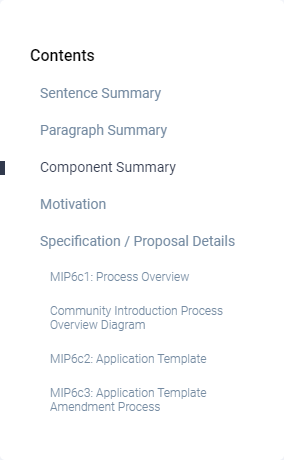 Contents
Sentence Summary
Paragraph Summary
Component Summary
Motivation
Specification / Proposal Details
MIP6c1: Process Overview
Community Introduction Process
Overview Diagram
MIP6c2: Application Template
MIP6c3: Application Template
Amendment Process